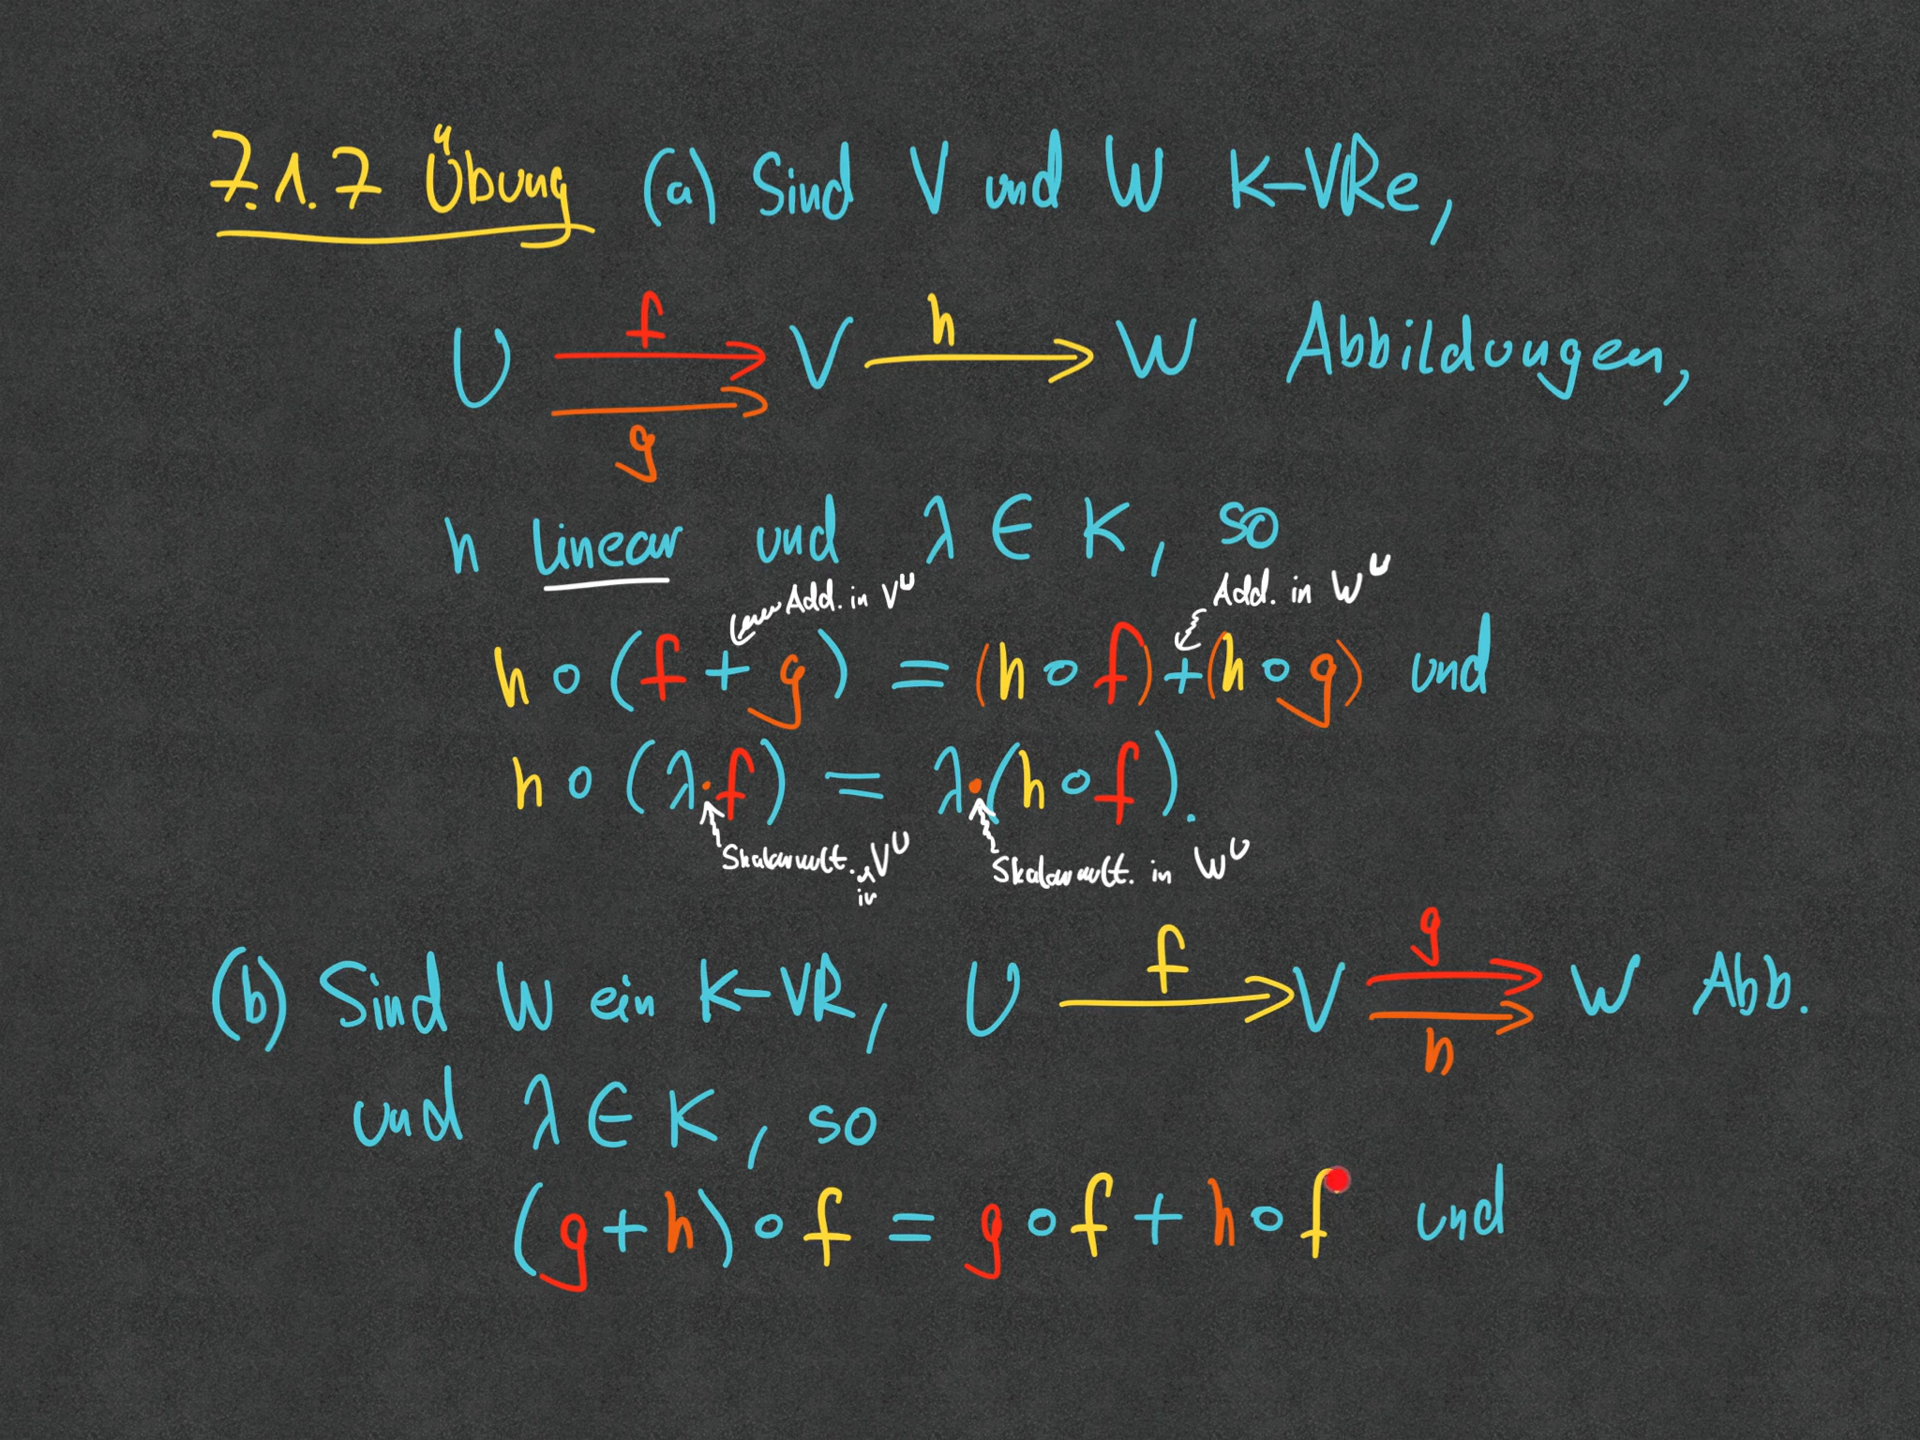 7.1.7 Übung (a) Sind V und W K-VRe,
f h
U V W Abbildungen,
g
h linear und λ ∈ K, so
Add. in V^U Add. in W^U
h ∘ (f + g) = (h ∘ f) + (h ∘ g) und
h ∘ (λ·f) = λ·(h ∘ f).
Skalarmult. in V^U Skalarmult. in W^U
f g
(b) Sind W ein K-VR, U V W Abb.
h
und λ ∈ K, so
(g + h) ∘ f = g ∘ f + h ∘ f und